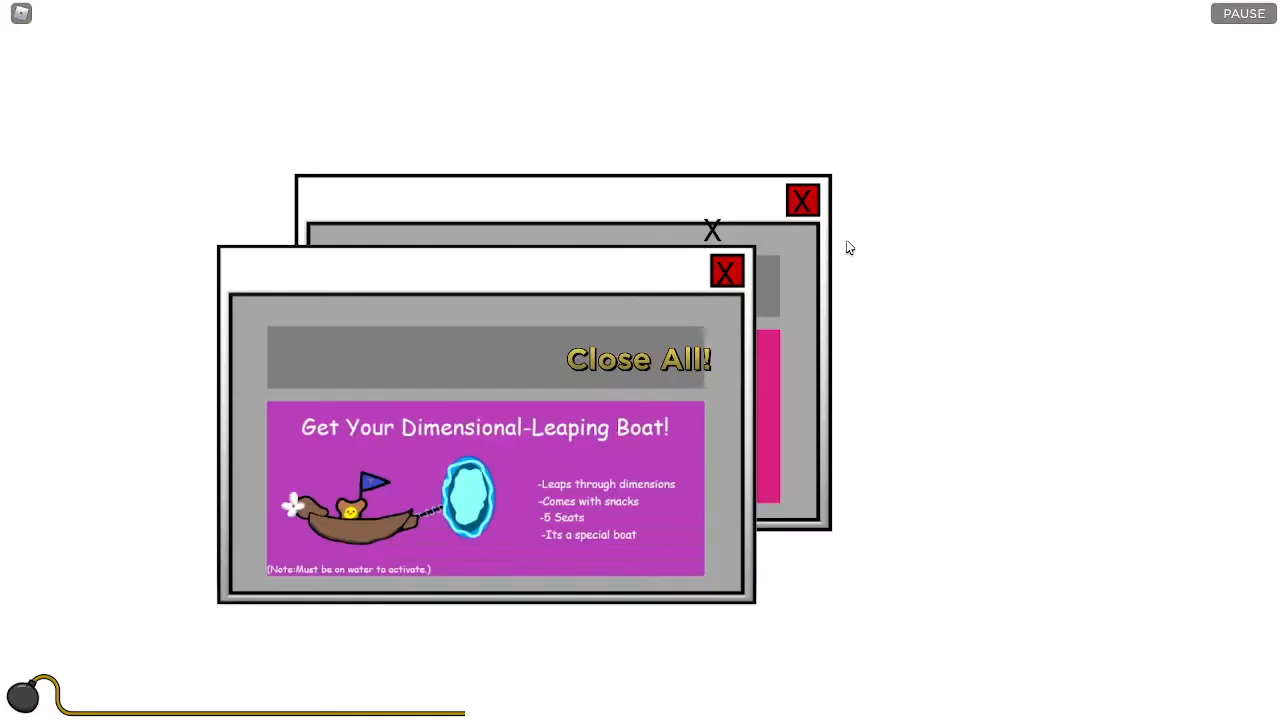 PAUSE
X
X
X
Close All!
Get Your Dimensional-Leaping Boat!
-Leaps through dimensions
-Comes with snacks
-5 Seats
-Its a special boat
(Note:Must be on water to activate.)